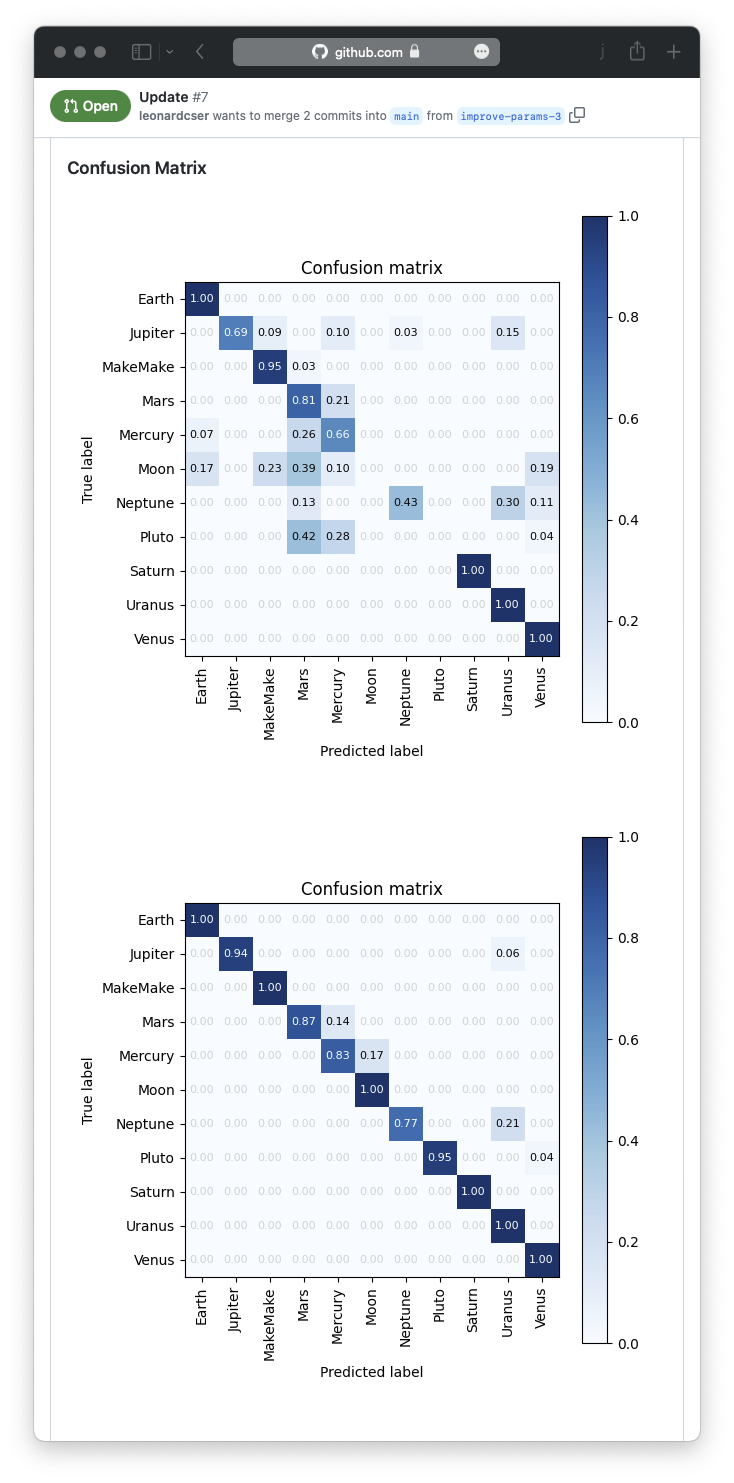 github.com
j
Open
Update #7
leonardcser wants to merge 2 commits into main from improve-params-3
Confusion Matrix
Confusion matrix
True label
Earth 1.00 0.00 0.00 0.00 0.00 0.00 0.00 0.00 0.00 0.00 0.00
Jupiter 0.00 0.69 0.09 0.00 0.10 0.00 0.03 0.00 0.00 0.15 0.00
MakeMake 0.00 0.00 0.95 0.03 0.00 0.00 0.00 0.00 0.00 0.00 0.00
Mars 0.00 0.00 0.00 0.81 0.21 0.00 0.00 0.00 0.00 0.00 0.00
Mercury 0.07 0.00 0.00 0.26 0.66 0.00 0.00 0.00 0.00 0.00 0.00
Moon 0.17 0.00 0.23 0.39 0.10 0.00 0.00 0.00 0.00 0.00 0.19
Neptune 0.00 0.00 0.00 0.13 0.00 0.00 0.43 0.00 0.00 0.30 0.11
Pluto 0.00 0.00 0.00 0.42 0.28 0.00 0.00 0.00 0.00 0.00 0.04
Saturn 0.00 0.00 0.00 0.00 0.00 0.00 0.00 0.00 1.00 0.00 0.00
Uranus 0.00 0.00 0.00 0.00 0.00 0.00 0.00 0.00 0.00 1.00 0.00
Venus 0.00 0.00 0.00 0.00 0.00 0.00 0.00 0.00 0.00 0.00 1.00
Earth Jupiter MakeMake Mars Mercury Moon Neptune Pluto Saturn Uranus Venus
Predicted label
1.0
0.8
0.6
0.4
0.2
0.0
Confusion matrix
True label
Earth 1.00 0.00 0.00 0.00 0.00 0.00 0.00 0.00 0.00 0.00 0.00
Jupiter 0.00 0.94 0.00 0.00 0.00 0.00 0.00 0.00 0.00 0.06 0.00
MakeMake 0.00 0.00 1.00 0.00 0.00 0.00 0.00 0.00 0.00 0.00 0.00
Mars 0.00 0.00 0.00 0.87 0.14 0.00 0.00 0.00 0.00 0.00 0.00
Mercury 0.00 0.00 0.00 0.00 0.83 0.17 0.00 0.00 0.00 0.00 0.00
Moon 0.00 0.00 0.00 0.00 0.00 1.00 0.00 0.00 0.00 0.00 0.00
Neptune 0.00 0.00 0.00 0.00 0.00 0.00 0.77 0.00 0.00 0.21 0.00
Pluto 0.00 0.00 0.00 0.00 0.00 0.00 0.00 0.95 0.00 0.00 0.04
Saturn 0.00 0.00 0.00 0.00 0.00 0.00 0.00 0.00 1.00 0.00 0.00
Uranus 0.00 0.00 0.00 0.00 0.00 0.00 0.00 0.00 0.00 1.00 0.00
Venus 0.00 0.00 0.00 0.00 0.00 0.00 0.00 0.00 0.00 0.00 1.00
Earth Jupiter MakeMake Mars Mercury Moon Neptune Pluto Saturn Uranus Venus
Predicted label
1.0
0.8
0.6
0.4
0.2
0.0